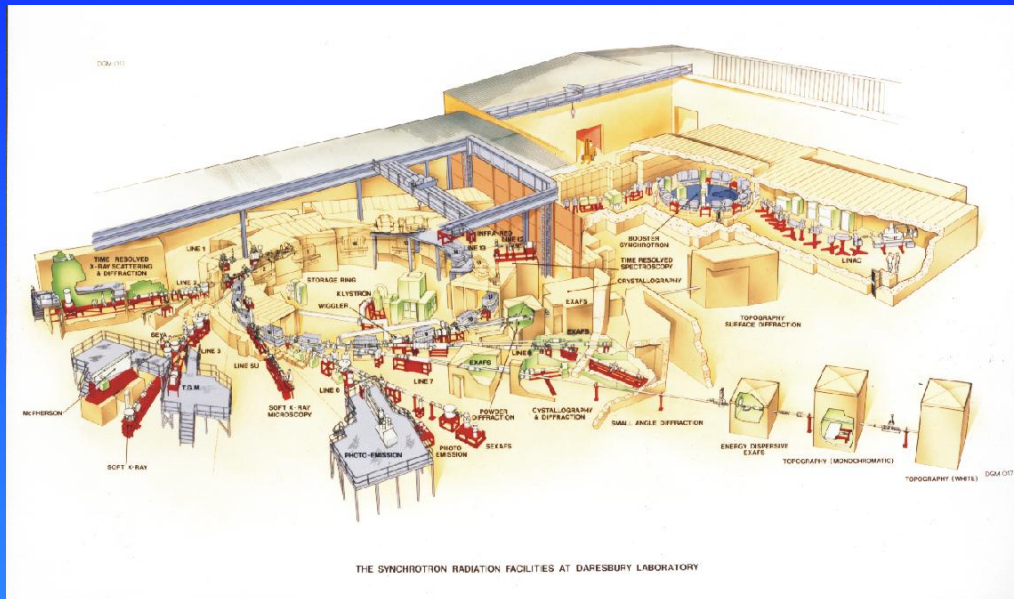 DGM 017
LINE 1
TIME RESOLVED
X-RAY SCATTERING
& DIFFRACTION
LINE 2
INFRA-RED
LINE 12
LINE 13
BOOSTER
SYNCHROTRON
LINAC
TIME RESOLVED
SPECTROSCOPY
CRYSTALLOGRAPHY
STORAGE RING
KLYSTRON
WIGGLER
EXAFS
TOPOGRAPHY
SURFACE DIFFRACTION
SEYA
LINE 3
EXAFS
T.G.M
LINE 5U
LINE 6
EXAFS
LINE 7
McPHERSON
SOFT X-RAY
MICROSCOPY
POWDER
DIFFRACTION
CYSTALLOGRAPHY
& DIFFRACTION
SMALL ANGLE DIFFRACTION
SOFT X-RAY
PHOTO-EMISSION
PHOTO
EMISSION
SEXAFS
ENERGY DISPERSIVE
EXAFS
TOPOGRAPHY (MONOCHROMATIC)
TOPOGRAPHY (WHITE)
DGM 017
THE SYNCHROTRON RADIATION FACILITIES AT DARESBURY LABORATORY